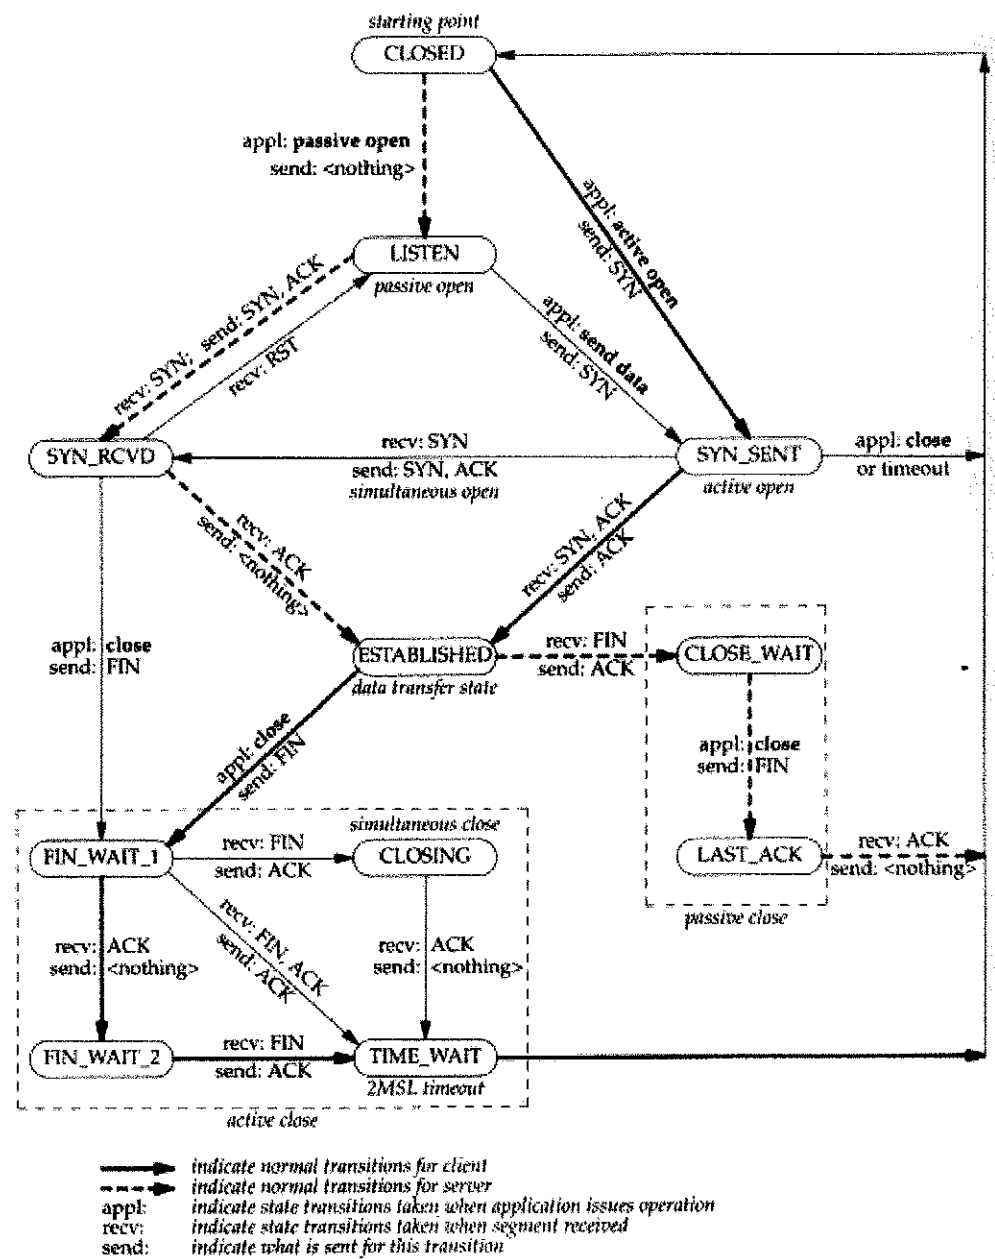 starting point
CLOSED
appl: passive open
send: <nothing>
appl: active open
send: SYN
LISTEN
passive open
recv: SYN; send: SYN, ACK
recv: RST
appl: send data
send: SYN
SYN_RCVD
recv: SYN
send: SYN, ACK
simultaneous open
SYN_SENT
active open
appl: close
or timeout
recv: ACK
send: <nothing>
recv: SYN, ACK
send: ACK
appl: close
send: FIN
ESTABLISHED
data transfer state
recv: FIN
send: ACK
CLOSE_WAIT
appl: close
send: FIN
appl: close
send: FIN
LAST_ACK
recv: ACK
send: <nothing>
passive close
simultaneous close
FIN_WAIT_1
recv: FIN
send: ACK
CLOSING
recv: ACK
send: <nothing>
recv: FIN, ACK
send: ACK
recv: ACK
send: <nothing>
FIN_WAIT_2
recv: FIN
send: ACK
TIME_WAIT
2MSL timeout
active close
indicate normal transitions for client
indicate normal transitions for server
appl: indicate state transitions taken when application issues operation
recv: indicate state transitions taken when segment received
send: indicate what is sent for this transition